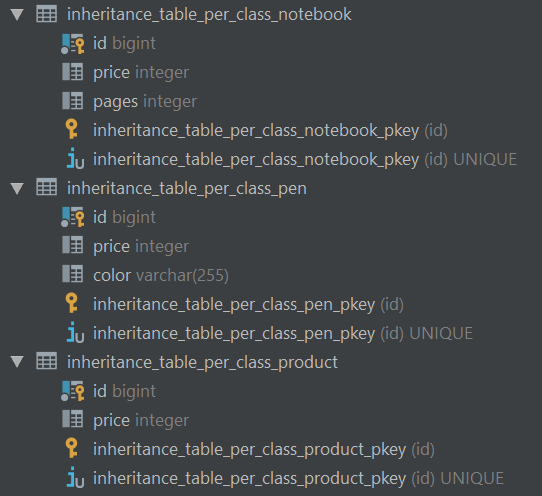 inheritance_table_per_class_notebook
id bigint
price integer
pages integer
inheritance_table_per_class_notebook_pkey (id)
inheritance_table_per_class_notebook_pkey (id) UNIQUE
inheritance_table_per_class_pen
id bigint
price integer
color varchar(255)
inheritance_table_per_class_pen_pkey (id)
inheritance_table_per_class_pen_pkey (id) UNIQUE
inheritance_table_per_class_product
id bigint
price integer
inheritance_table_per_class_product_pkey (id)
inheritance_table_per_class_product_pkey (id) UNIQUE